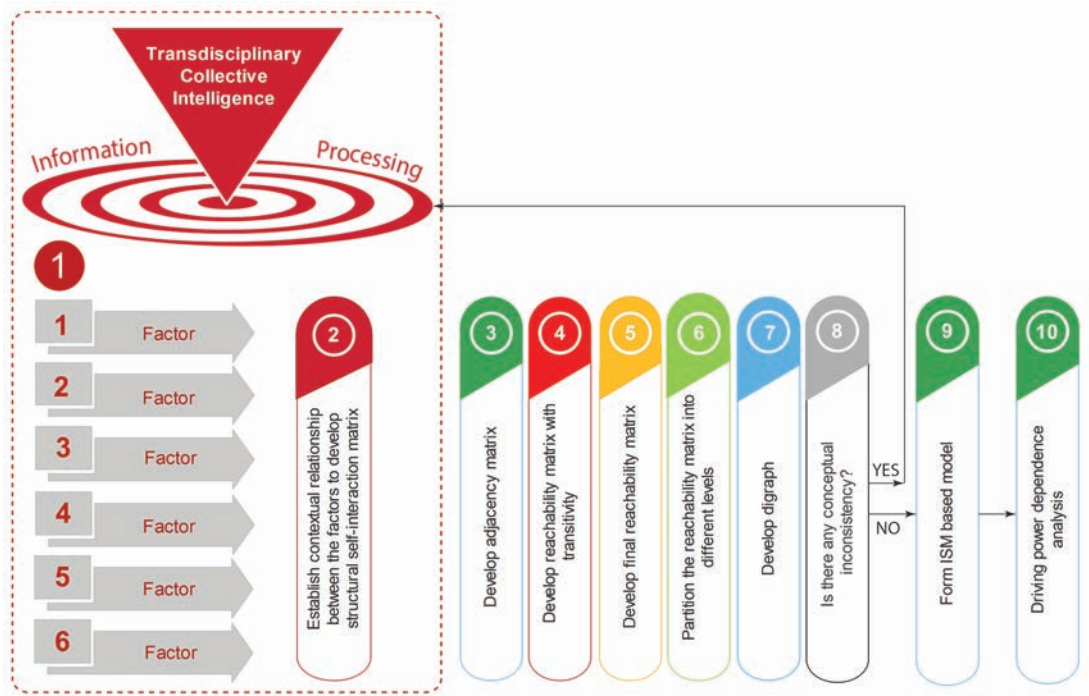 Transdisciplinary
Collective
Intelligence
Information Processing
1
1 Factor
2 Factor
3 Factor
4 Factor
5 Factor
6 Factor
2
Establish contextual relationship
between the factors to develop
structural self-interaction matrix
3
Develop adjacency matrix
4
Develop reachability matrix with
transitivity
5
Develop final reachability matrix
6
Partition the reachability matrix into
different levels
7
Develop digraph
8
Is there any conceptual
inconsistency?
YES
NO
9
Form ISM based model
10
Driving power dependence
analysis